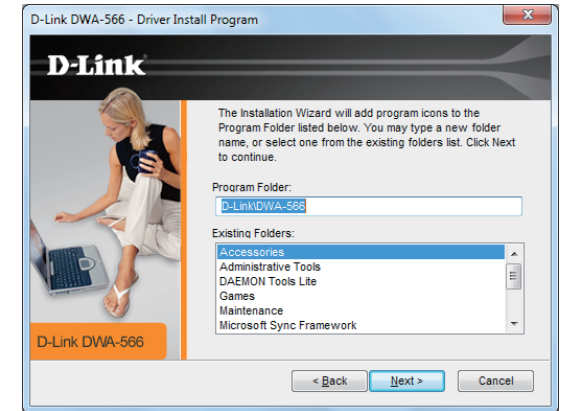 D-Link DWA-566 - Driver Install Program
D-Link
The Installation Wizard will add program icons to the
Program Folder listed below. You may type a new folder
name, or select one from the existing folders list. Click Next
to continue.
Program Folder:
D-Link\DWA-566
Existing Folders:
Accessories
Administrative Tools
DAEMON Tools Lite
Games
Maintenance
Microsoft Sync Framework
D-Link DWA-566
< Back Next > Cancel